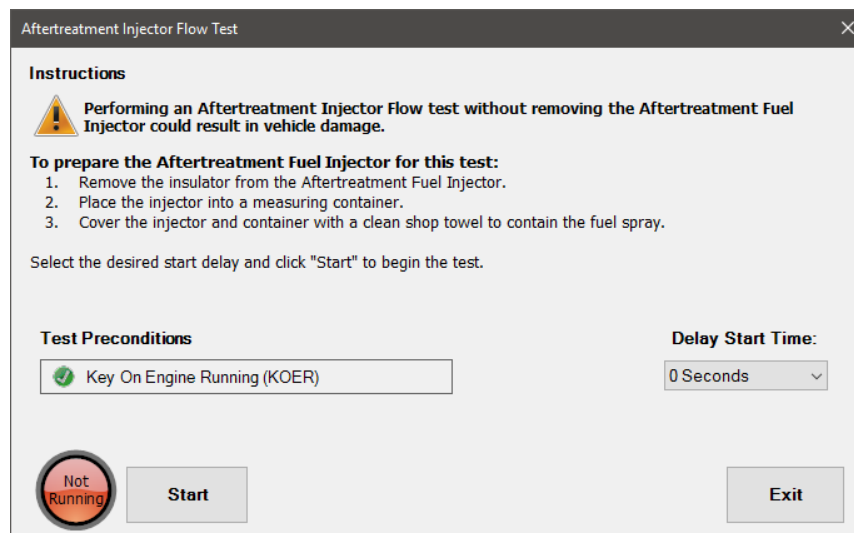 Aftertreatment Injector Flow Test
Instructions
Performing an Aftertreatment Injector Flow test without removing the Aftertreatment Fuel
Injector could result in vehicle damage.
To prepare the Aftertreatment Fuel Injector for this test:
1. Remove the insulator from the Aftertreatment Fuel Injector.
2. Place the injector into a measuring container.
3. Cover the injector and container with a clean shop towel to contain the fuel spray.
Select the desired start delay and click "Start" to begin the test.
Test Preconditions
Delay Start Time:
Key On Engine Running (KOER)
0 Seconds
Not
Running
Start
Exit